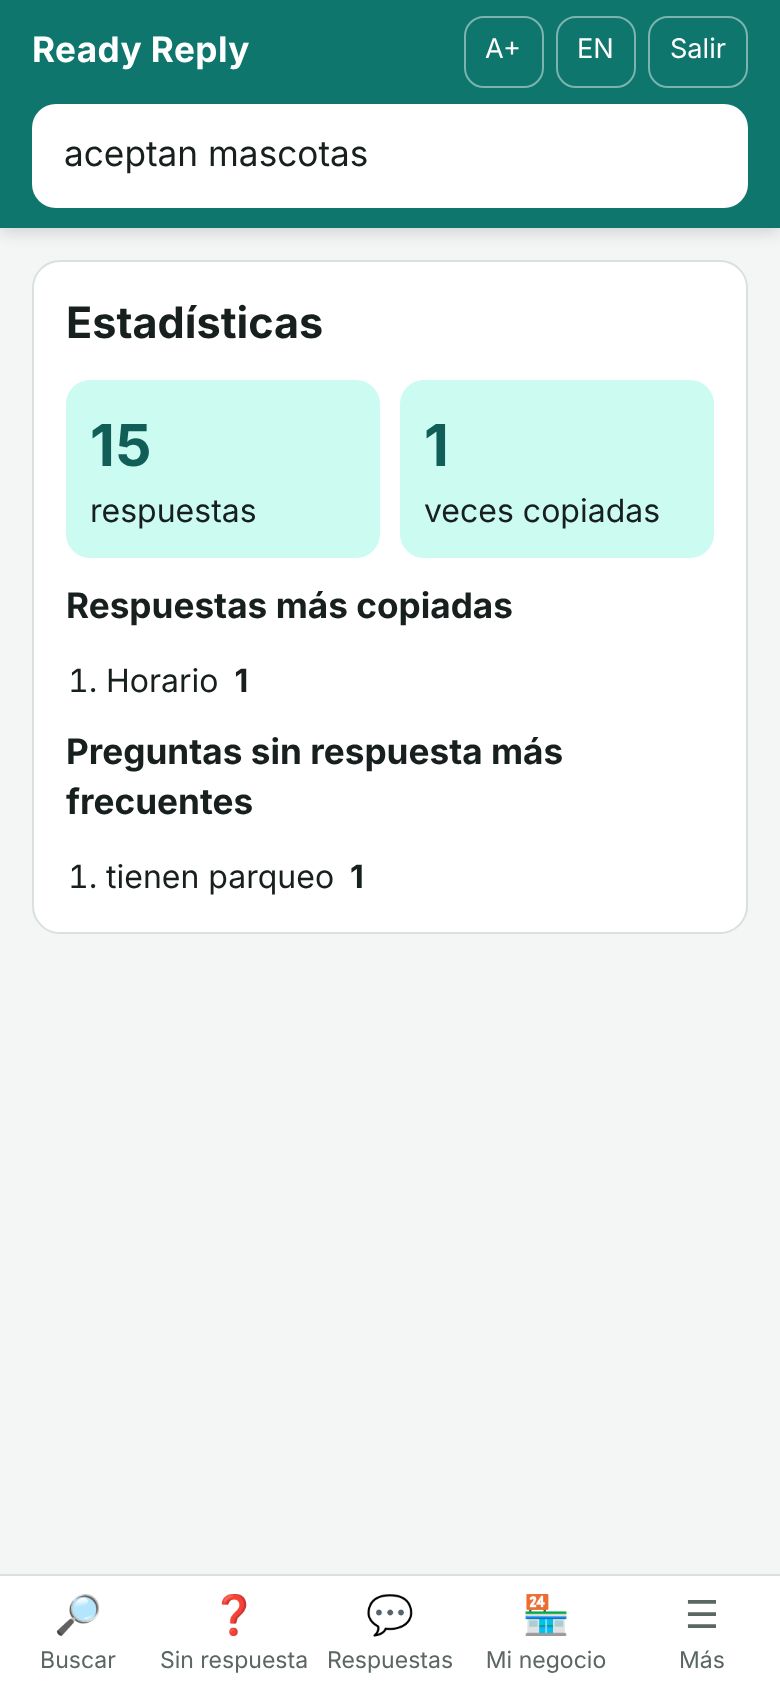 Ready Reply
A+
EN
Salir
aceptan mascotas
Estadísticas
15
respuestas
1
veces copiadas
Respuestas más copiadas
1. Horario 1
Preguntas sin respuesta más
frecuentes
1. tienen parqueo 1
24
Buscar
Sin respuesta
Respuestas
Mi negocio
Más